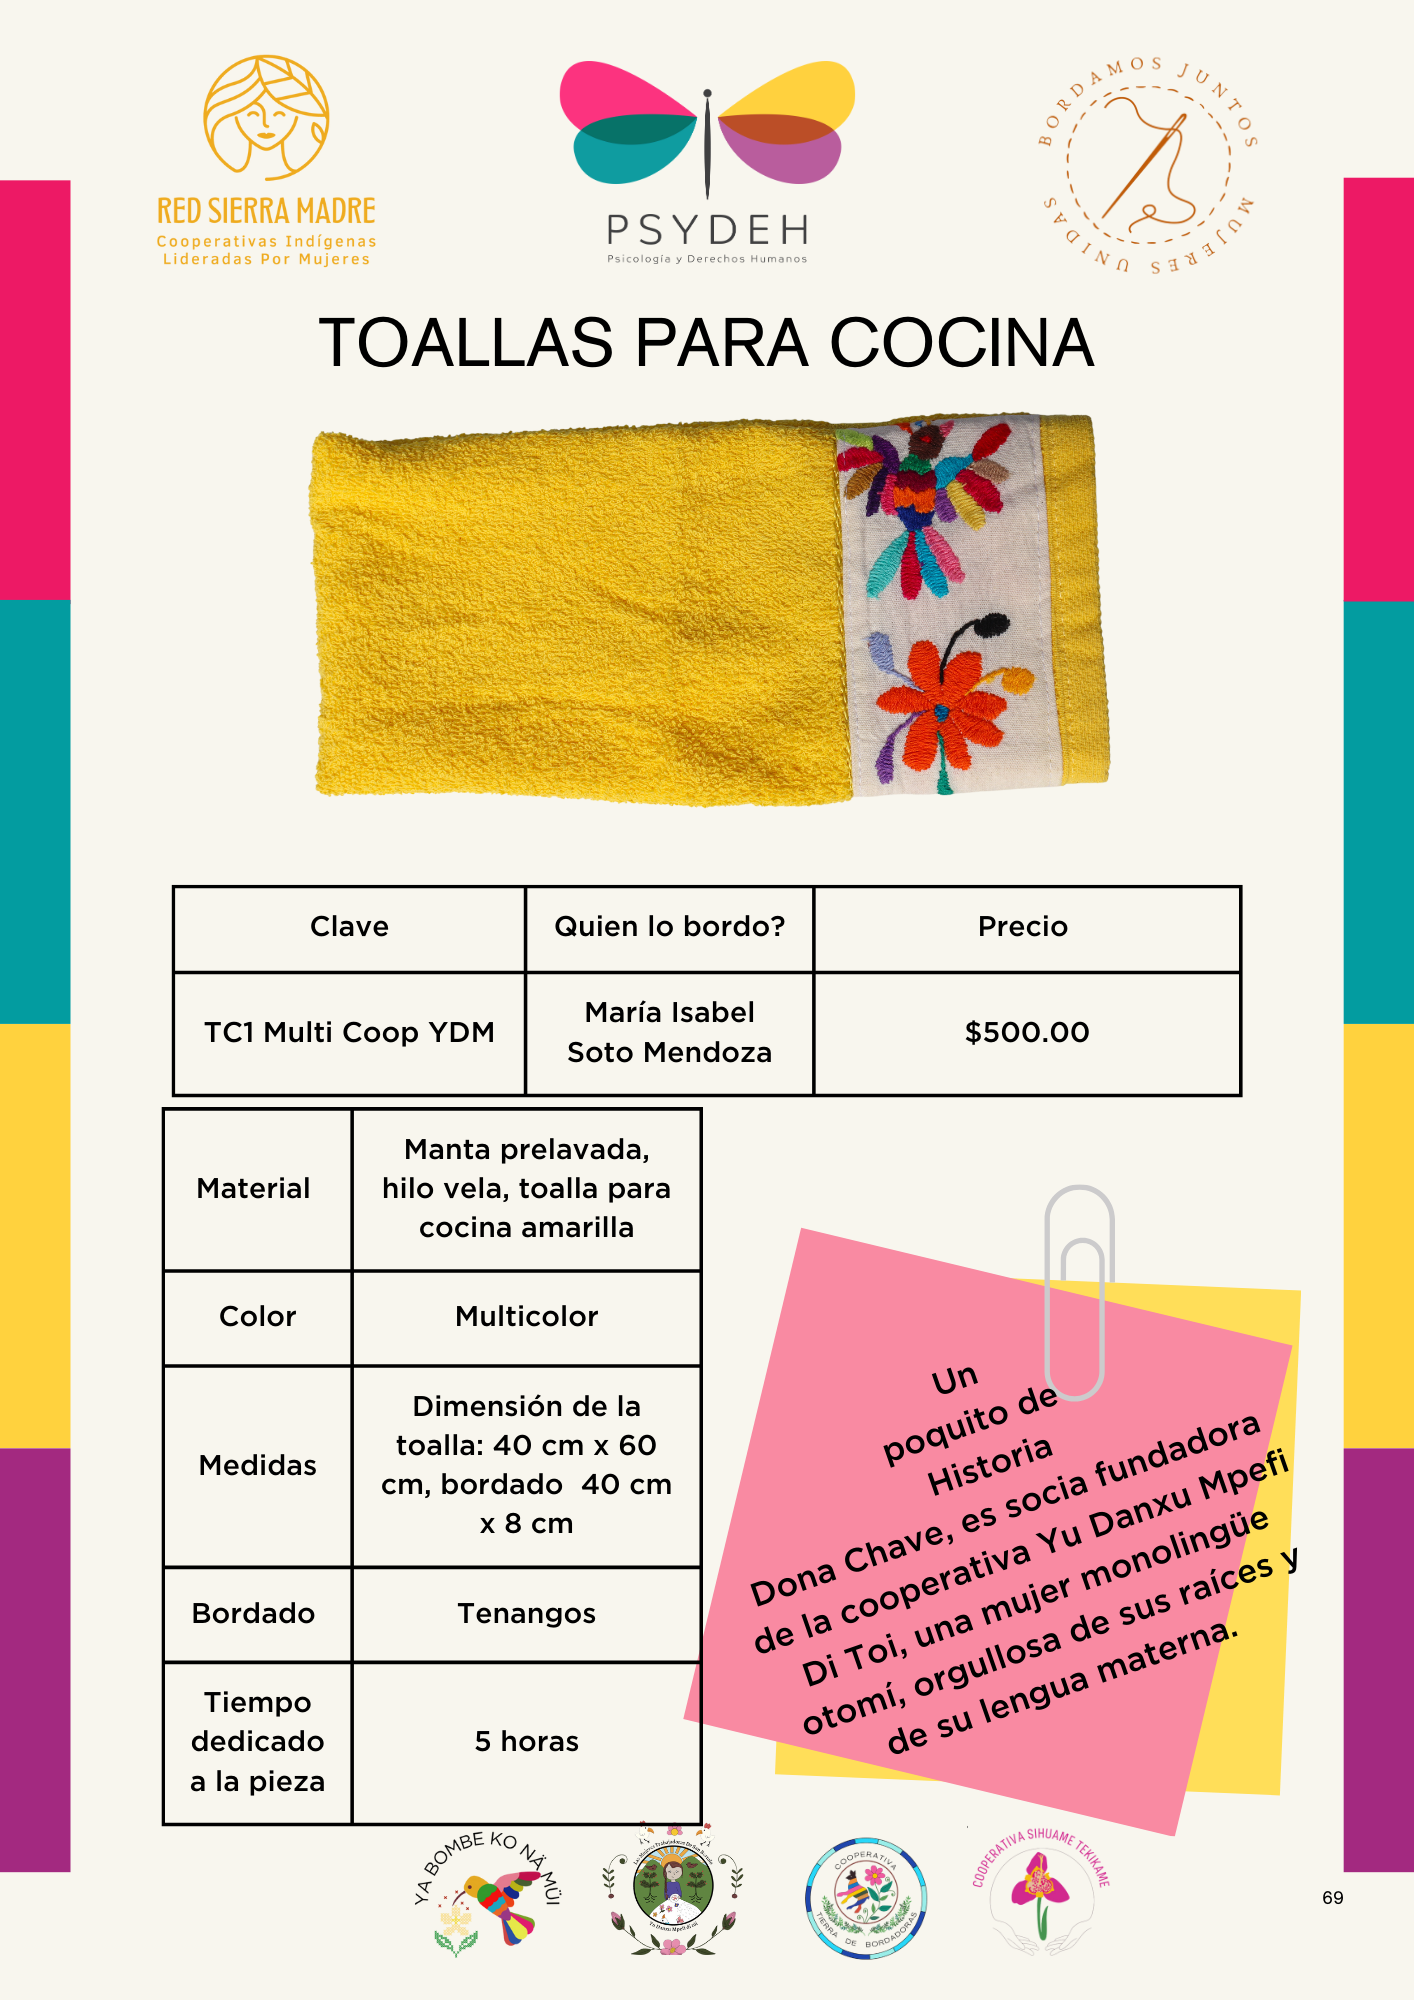 RED SIERRA MADRE
Cooperativas Indígenas
Lideradas Por Mujeres
PSYDEH
Psicología y Derechos Humanos
BORDAMOS JUNTOS
MUJERES UNIDAS
TOALLAS PARA COCINA
Clave
Quien lo bordo?
Precio
TC1 Multi Coop YDM
María Isabel
Soto Mendoza
$500.00
Material
Manta prelavada,
hilo vela, toalla para
cocina amarilla
Color
Multicolor
Medidas
Dimensión de la
toalla: 40 cm x 60
cm, bordado  40 cm
x 8 cm
Bordado
Tenangos
Tiempo
dedicado
a la pieza
5 horas
Un
poquito de
Historia
Dona Chave, es socia fundadora
de la cooperativa Yu Danxu Mpefi
Di Toi, una mujer monolingüe
otomí, orgullosa de sus raíces y
de su lengua materna.
YA BOMBE KO NÄ MÜI
COOPERATIVA
TIERRA DE BORDADORAS
COOPERATIVA SIHUAME TEKIKAME
69